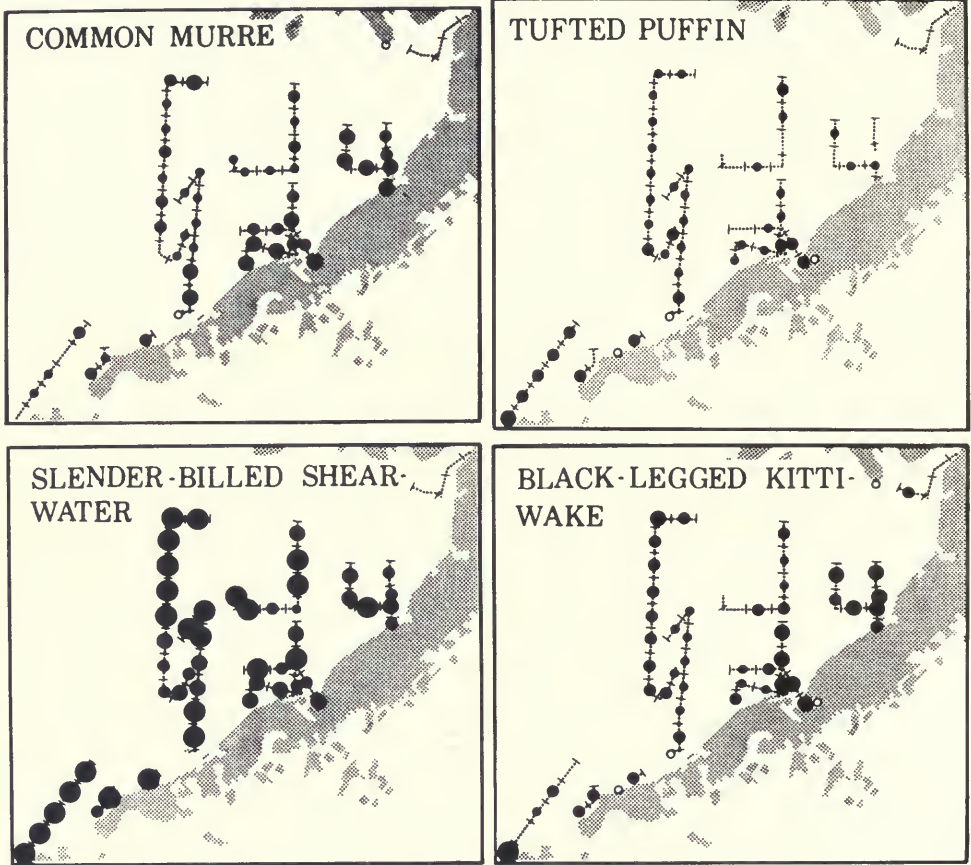 COMMON MURRE
TUFTED PUFFIN
SLENDER-BILLED SHEAR-
WATER
BLACK-LEGGED KITTI-
WAKE